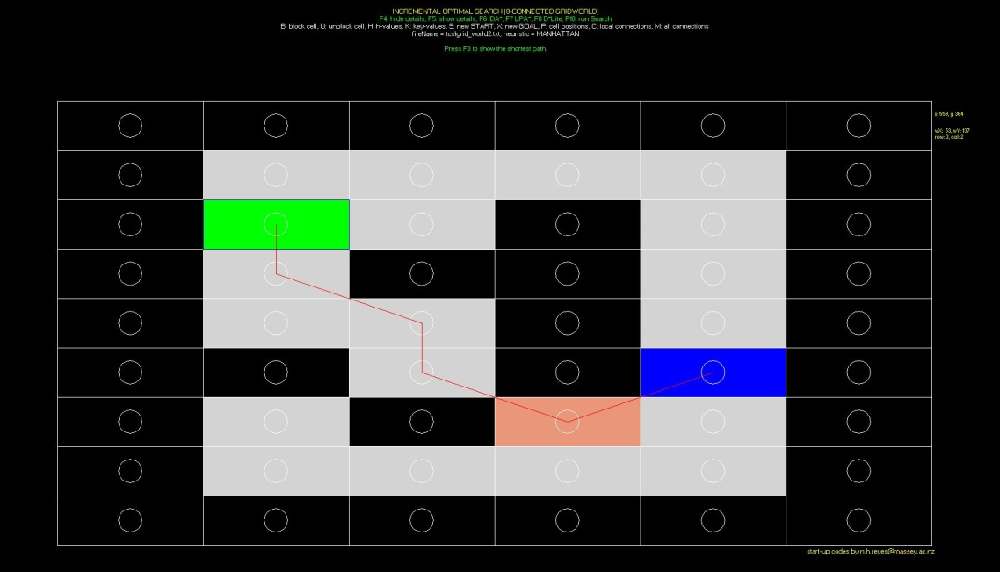 INCREMENTAL OPTIMAL SEARCH [8-CONNECTED GRIDWORLD]
F4: hide details, F5: show details, F6 IDA*, F7 LPA*, F8 D*Lite, F10: run Search
B: block cell, U: unblock cell, H: h-values, K: key-values, S: new START, X: new GOAL, P: cell positions, C: local connections, M: all connections
fileName = tcslgrid_world2.txt, heuristic = MANHATTAN
Press F3 to show the shortest path.
x: 559, y: 364
wX: 53, wY: 137
row: 3, col: 2
start-up codes by n.h.reyes@massey.ac.nz